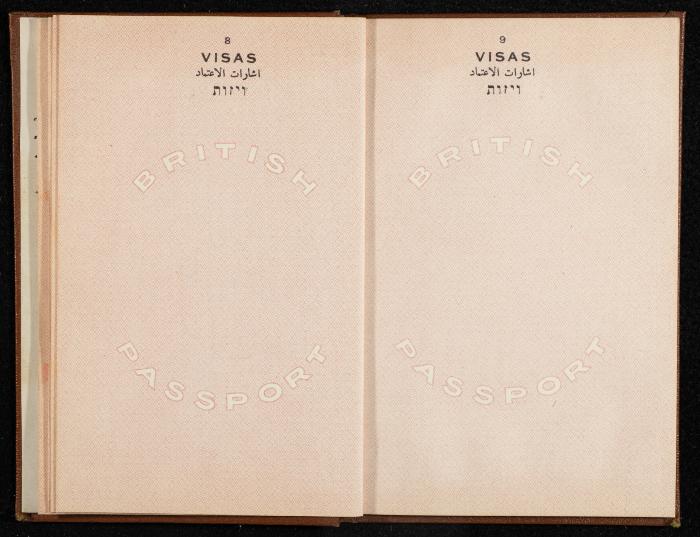 8
VISAS
اشارات الاعتماد
ויזות
BRITISH
PASSPORT
9
VISAS
اشارات الاعتماد
ויזות
BRITISH
PASSPORT